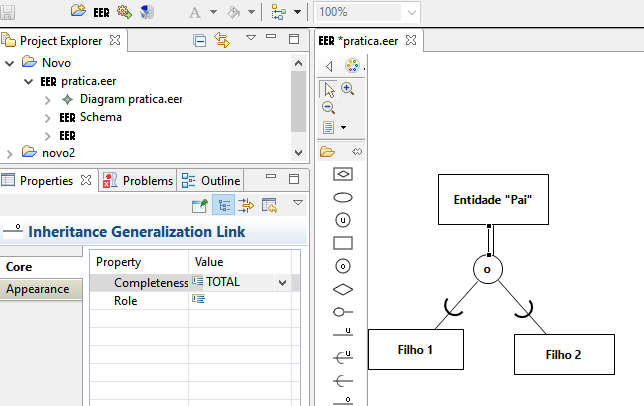 EER
A
100%
Project Explorer
Novo
EER pratica.eer
Diagram pratica.eer
EER Schema
EER
novo2
Properties
Problems
Outline
Inheritance Generalization Link
Core
Appearance
Property
Value
Completeness
TOTAL
Role
EER *pratica.eer
u
o
u
u
o
Entidade "Pai"
o
Filho 1
Filho 2